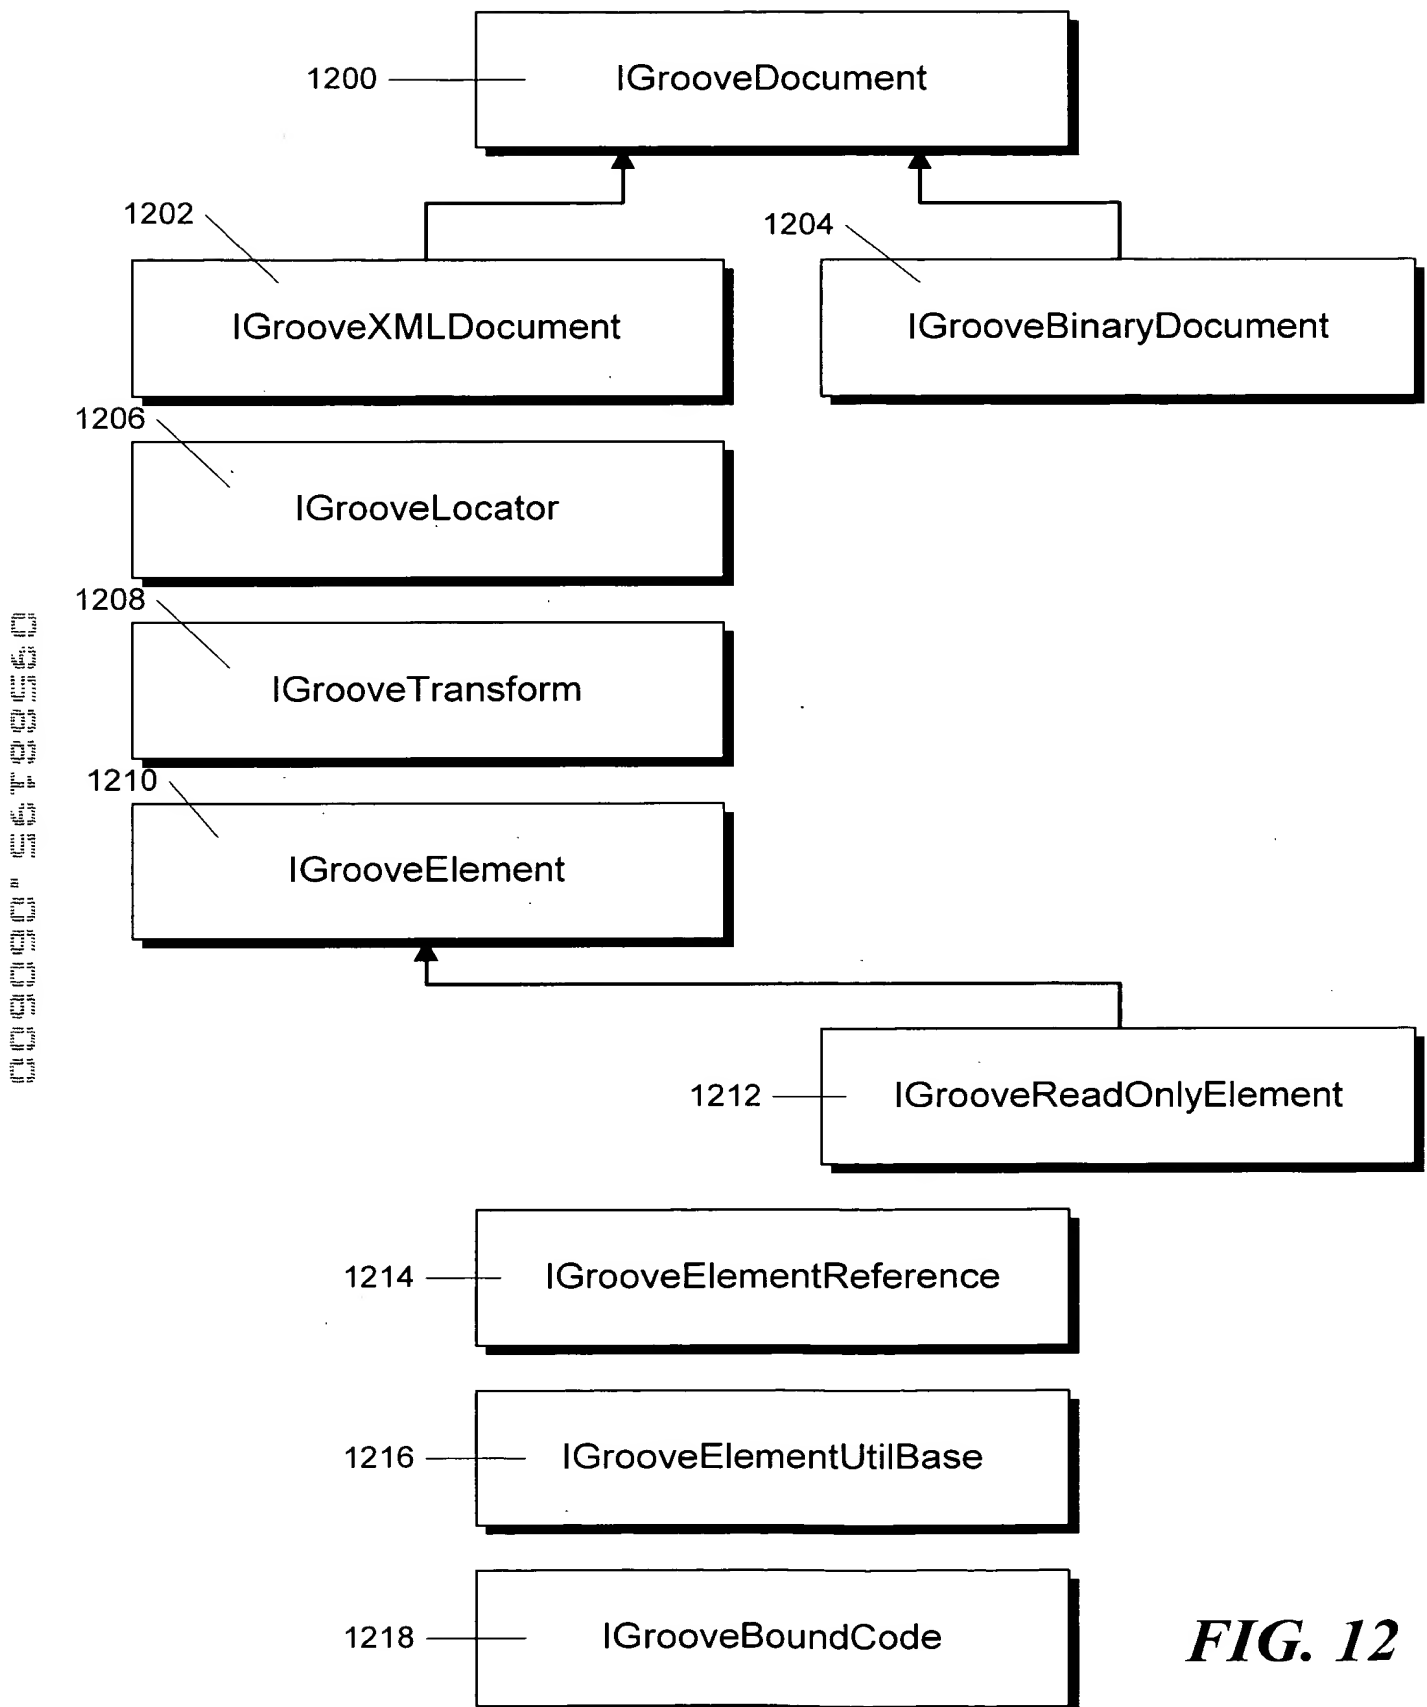 1200
IGrooveDocument
1202
1204
IGrooveXMLDocument
IGrooveBinaryDocument
1206
IGrooveLocator
1208
IGrooveTransform
1210
IGrooveElement
1212
IGrooveReadOnlyElement
1214
IGrooveElementReference
1216
IGrooveElementUtilBase
1218
IGrooveBoundCode
FIG. 12